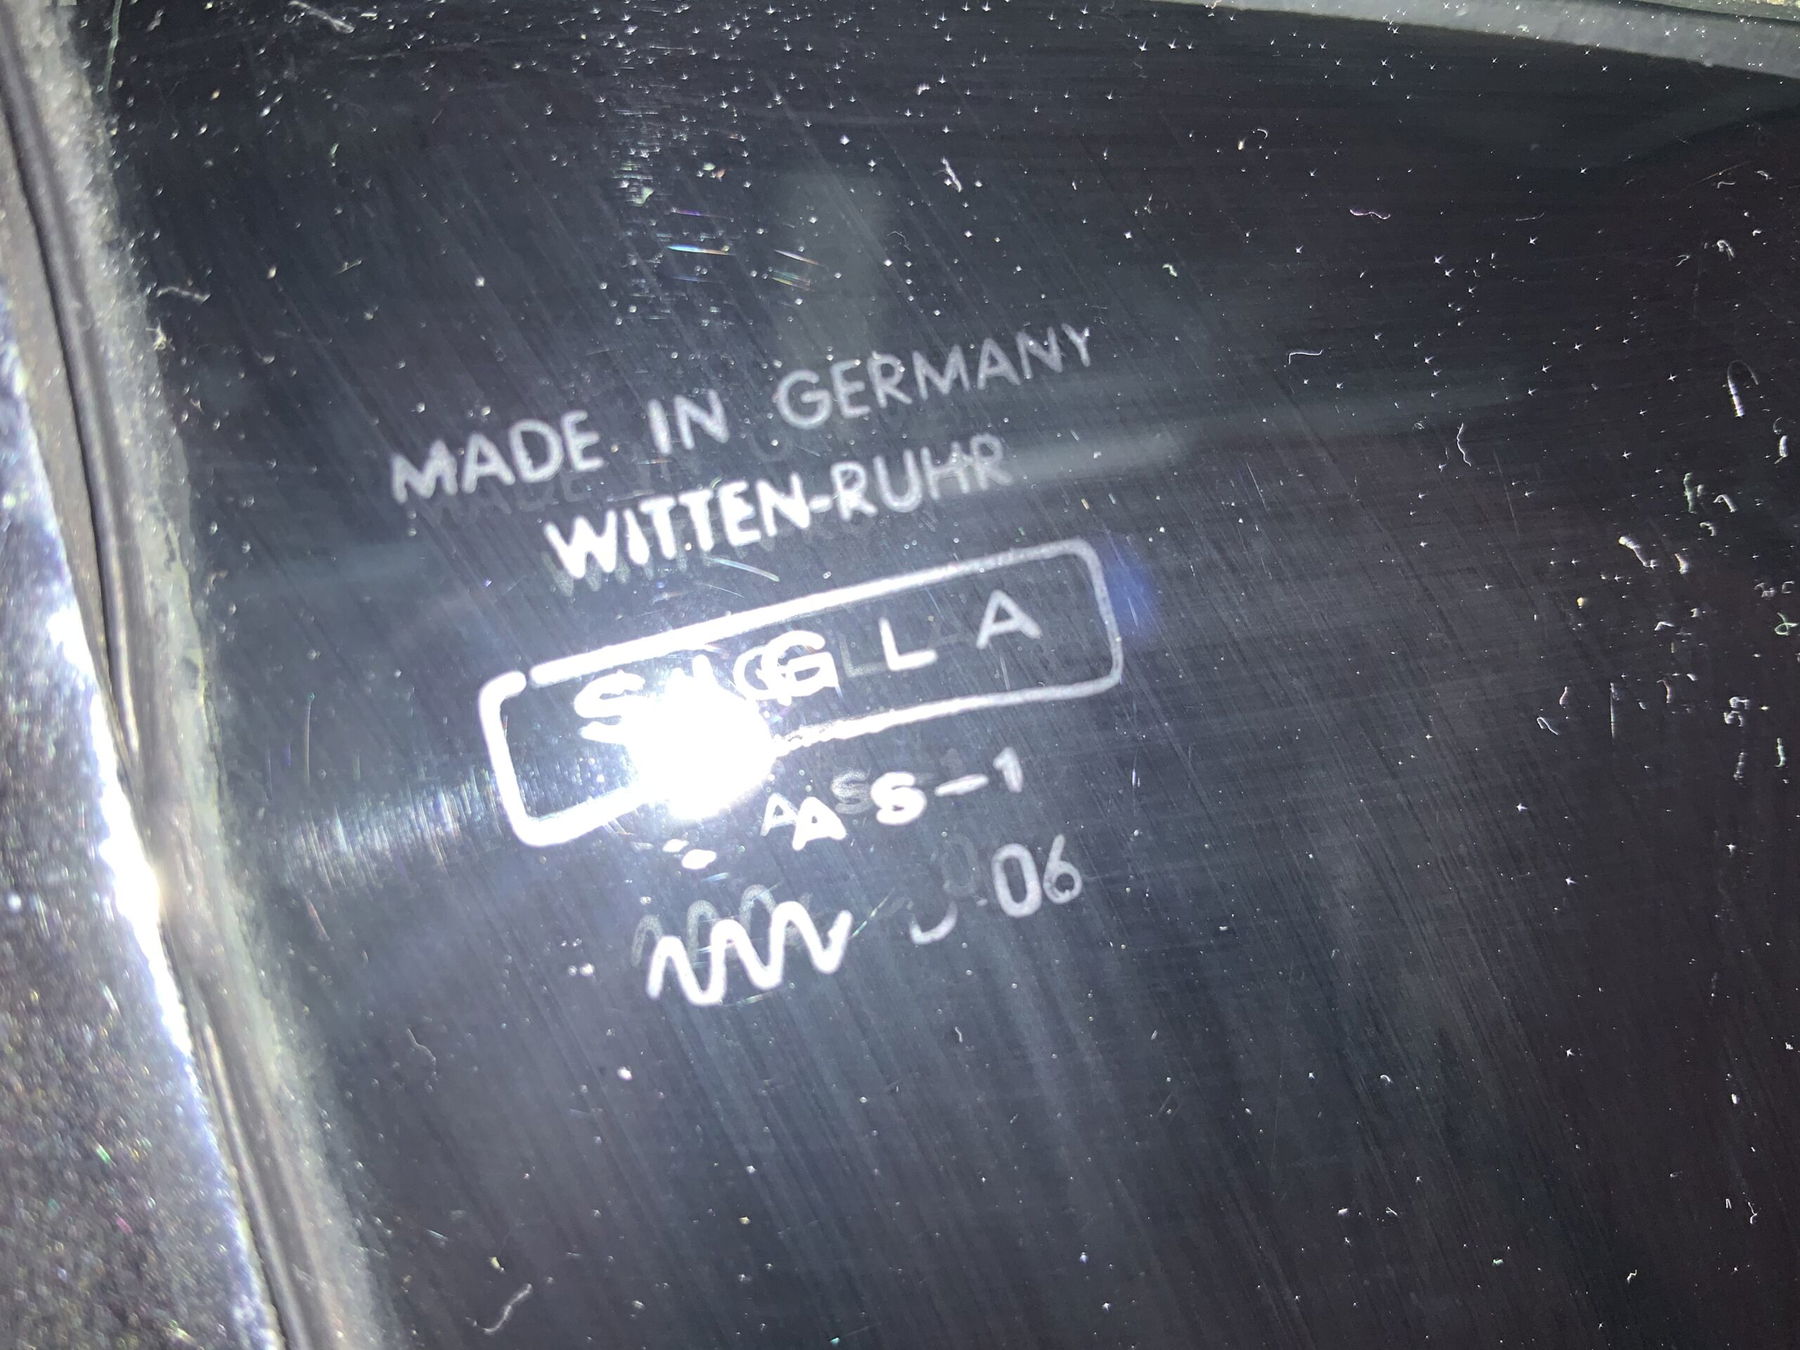 MADE IN GERMANY
WITTEN-RUHR
SIGLA
AS-1
06